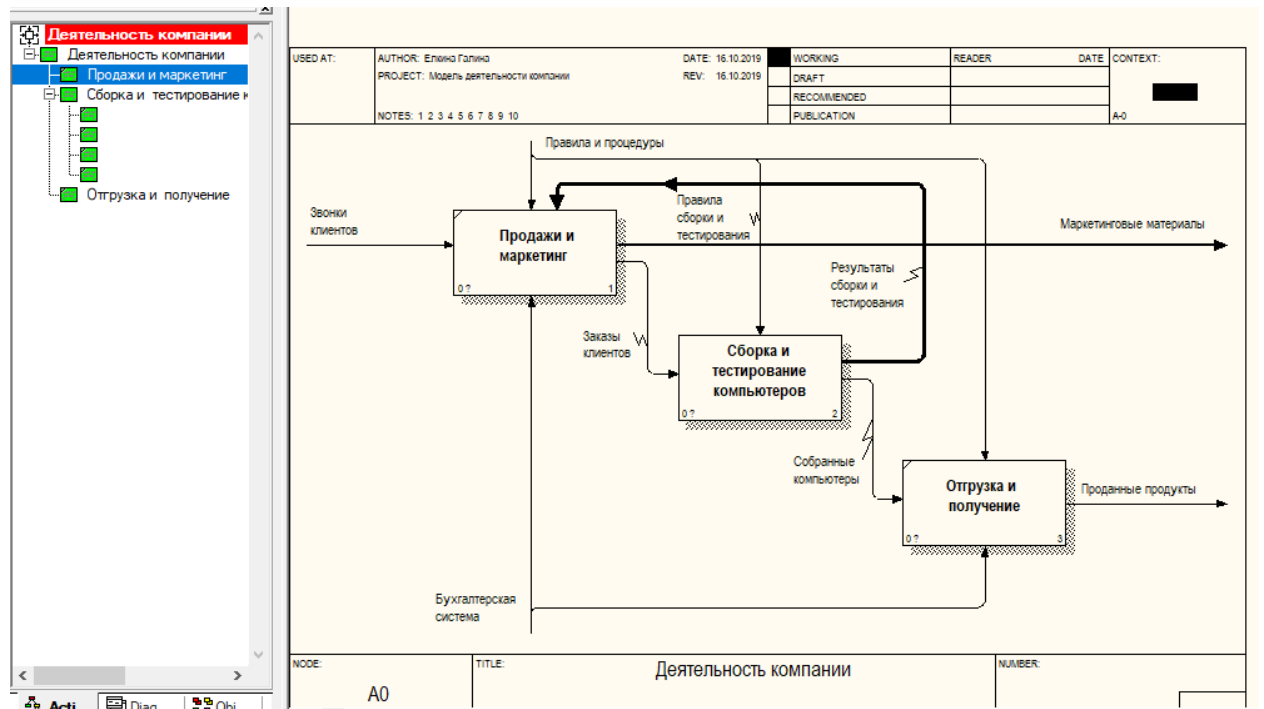 Деятельность компании
Деятельность компании
Продажи и маркетинг
Сборка и тестирование к
Отгрузка и получение
Acti
Diag
Obj
USED AT:
AUTHOR: Елкина Галина
DATE: 16.10.2019
PROJECT: Модель деятельности компании
REV: 16.10.2019
NOTES: 1 2 3 4 5 6 7 8 9 10
WORKING
DRAFT
RECOMMENDED
PUBLICATION
READER
DATE
CONTEXT:
A-0
Правила и процедуры
Звонки
клиентов
Продажи и
маркетинг
0 ?
1
Правила
сборки и
тестирования
Маркетинговые материалы
Результаты
сборки и
тестирования
Заказы
клиентов
Сборка и
тестирование
компьютеров
0 ?
2
Собранные
компьютеры
Отгрузка и
получение
0 ?
3
Проданные продукты
Бухгалтерская
система
NODE:
A0
TITLE:
Деятельность компании
NUMBER: